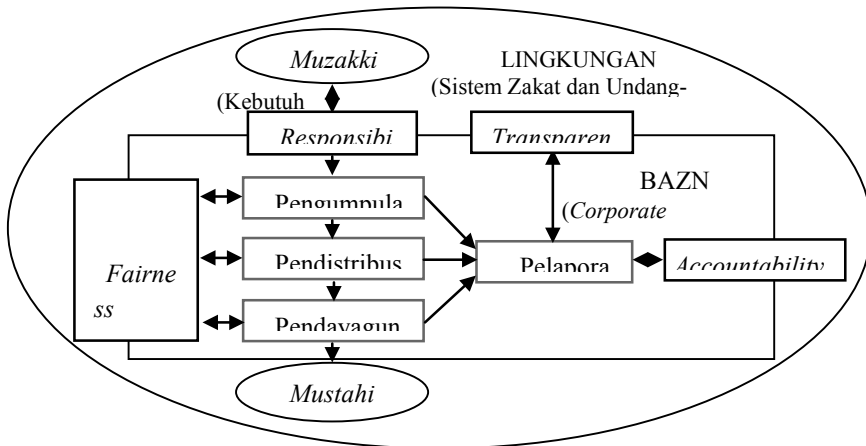 Muzakki
LINGKUNGAN
(Sistem Zakat dan Undang-
(Kebutuh
Responsibi
Transparen
Pengumpula
BAZN
(Corporate
Pendistribus
Pelapora
Accountability
Fairne
ss
Pendayagun
Mustahi